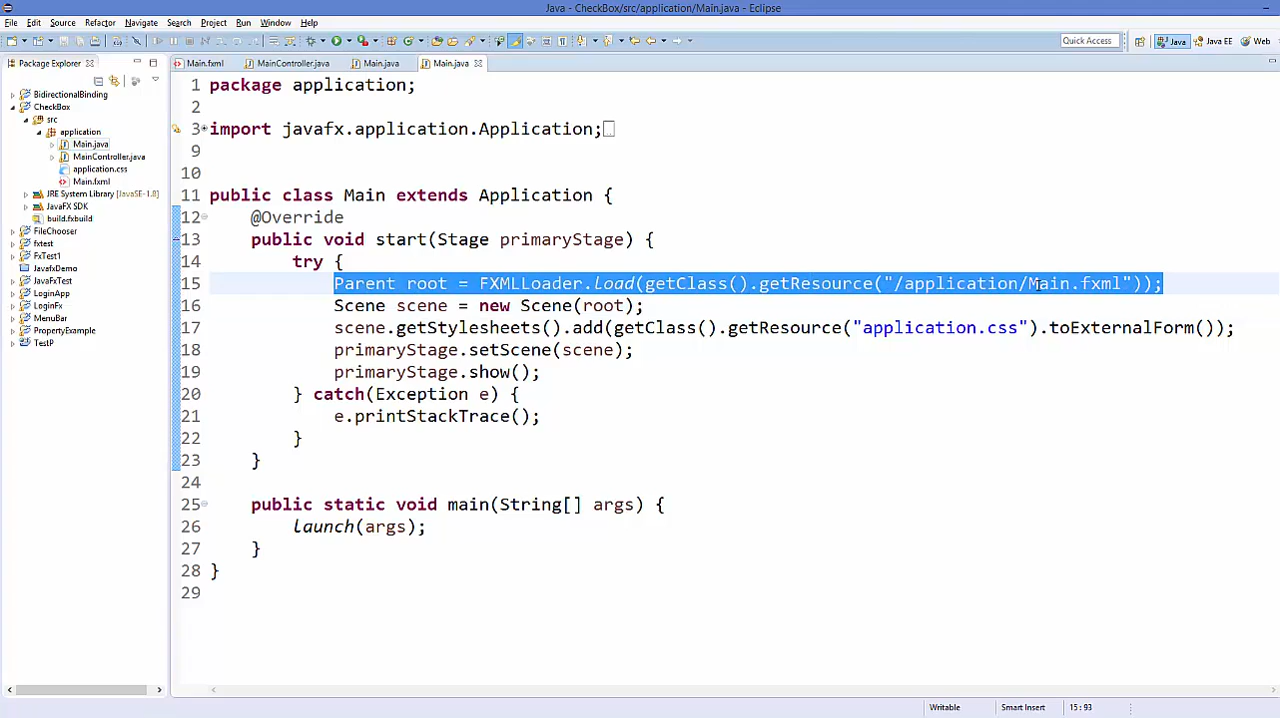 Java - CheckBox/src/application/Main.java - Eclipse
File Edit Source Refactor Navigate Search Project Run Window Help
Quick Access Java Java EE Web
Package Explorer
Main.fxml MainController.java Main.java Main.java
BidirectionalBinding
CheckBox
src
application
Main.java
MainController.java
application.css
Main.fxml
JRE System Library [JavaSE-1.8]
JavaFX SDK
build.fxbuild
FileChooser
fxtest
FxTest1
JavafxDemo
JavaFxTest
LoginApp
LoginFx
MenuBar
PropertyExample
TestP
1 package application;
2
3 import javafx.application.Application;
9
10
11 public class Main extends Application {
12 @Override
13 public void start(Stage primaryStage) {
14 try {
15 Parent root = FXMLLoader.load(getClass().getResource("/application/Main.fxml"));
16 Scene scene = new Scene(root);
17 scene.getStylesheets().add(getClass().getResource("application.css").toExternalForm());
18 primaryStage.setScene(scene);
19 primaryStage.show();
20 } catch(Exception e) {
21 e.printStackTrace();
22 }
23 }
24
25 public static void main(String[] args) {
26 launch(args);
27 }
28 }
29
Writable Smart Insert 15 : 93